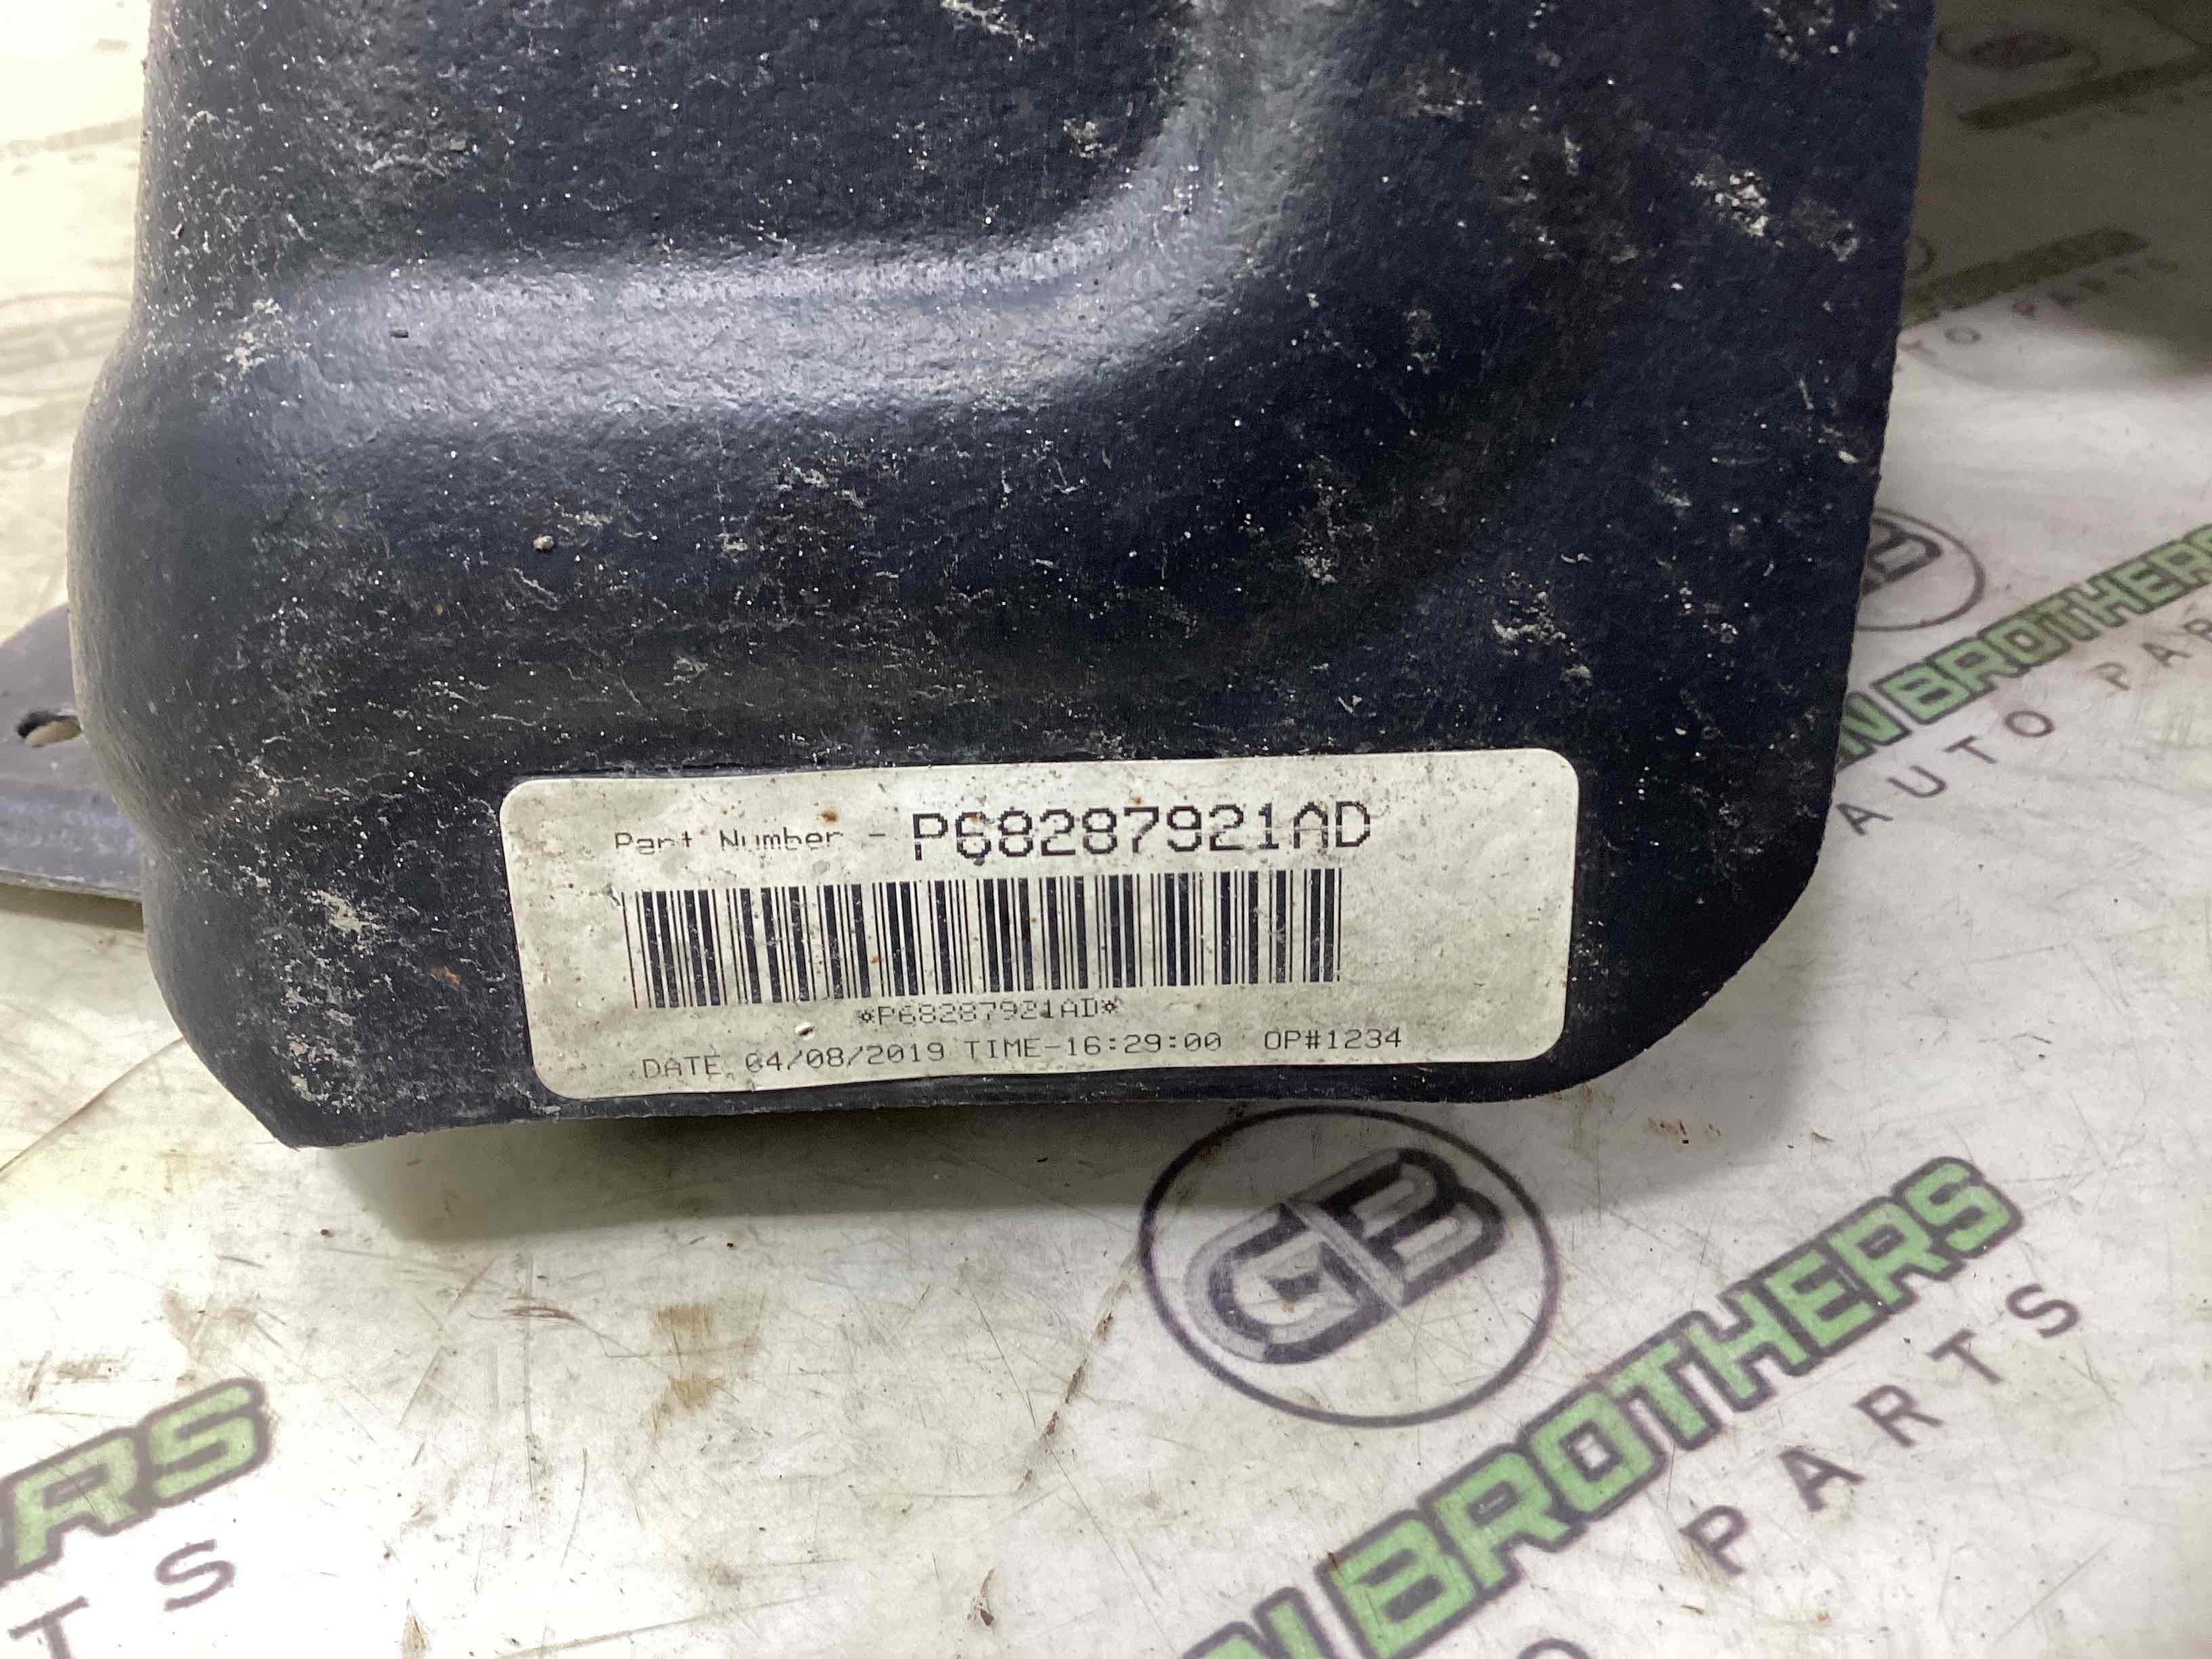 Part Number - P68287921AD
*P68287921AD*
DATE 04/08/2019 TIME-16:29:00 OP#1234
BROTHERS
AUTO PARTS
GB
BROTHERS
PARTS